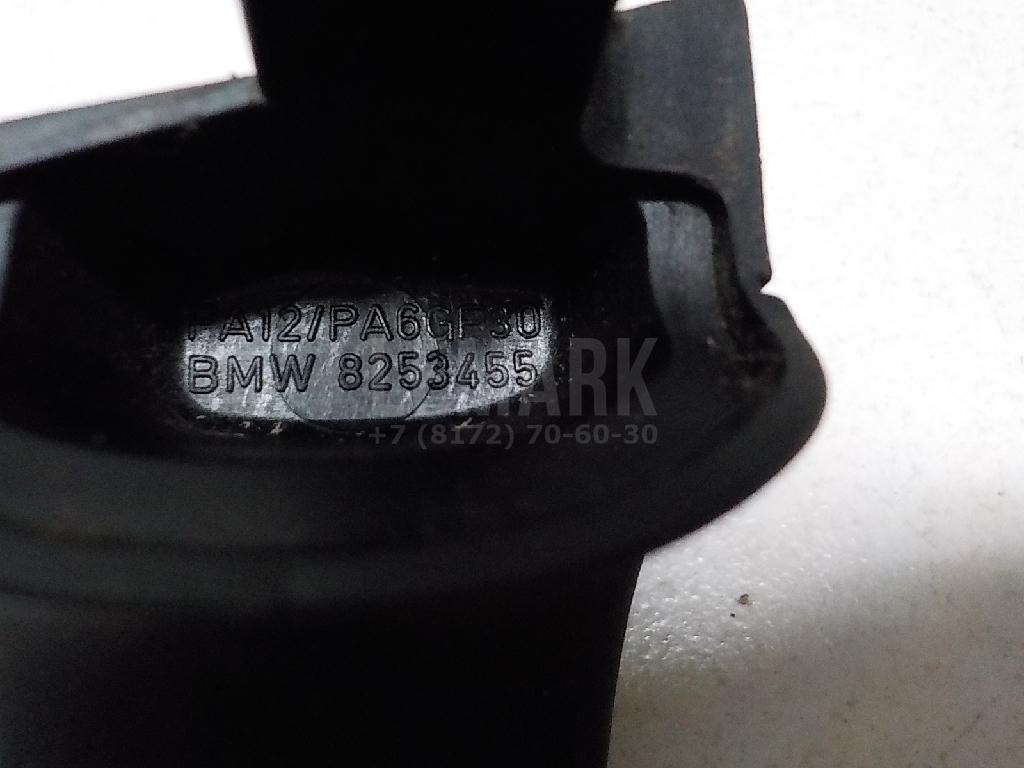 PA12/PA6GF30
BMW 8253455
MARK
+7 (8172) 70-60-30